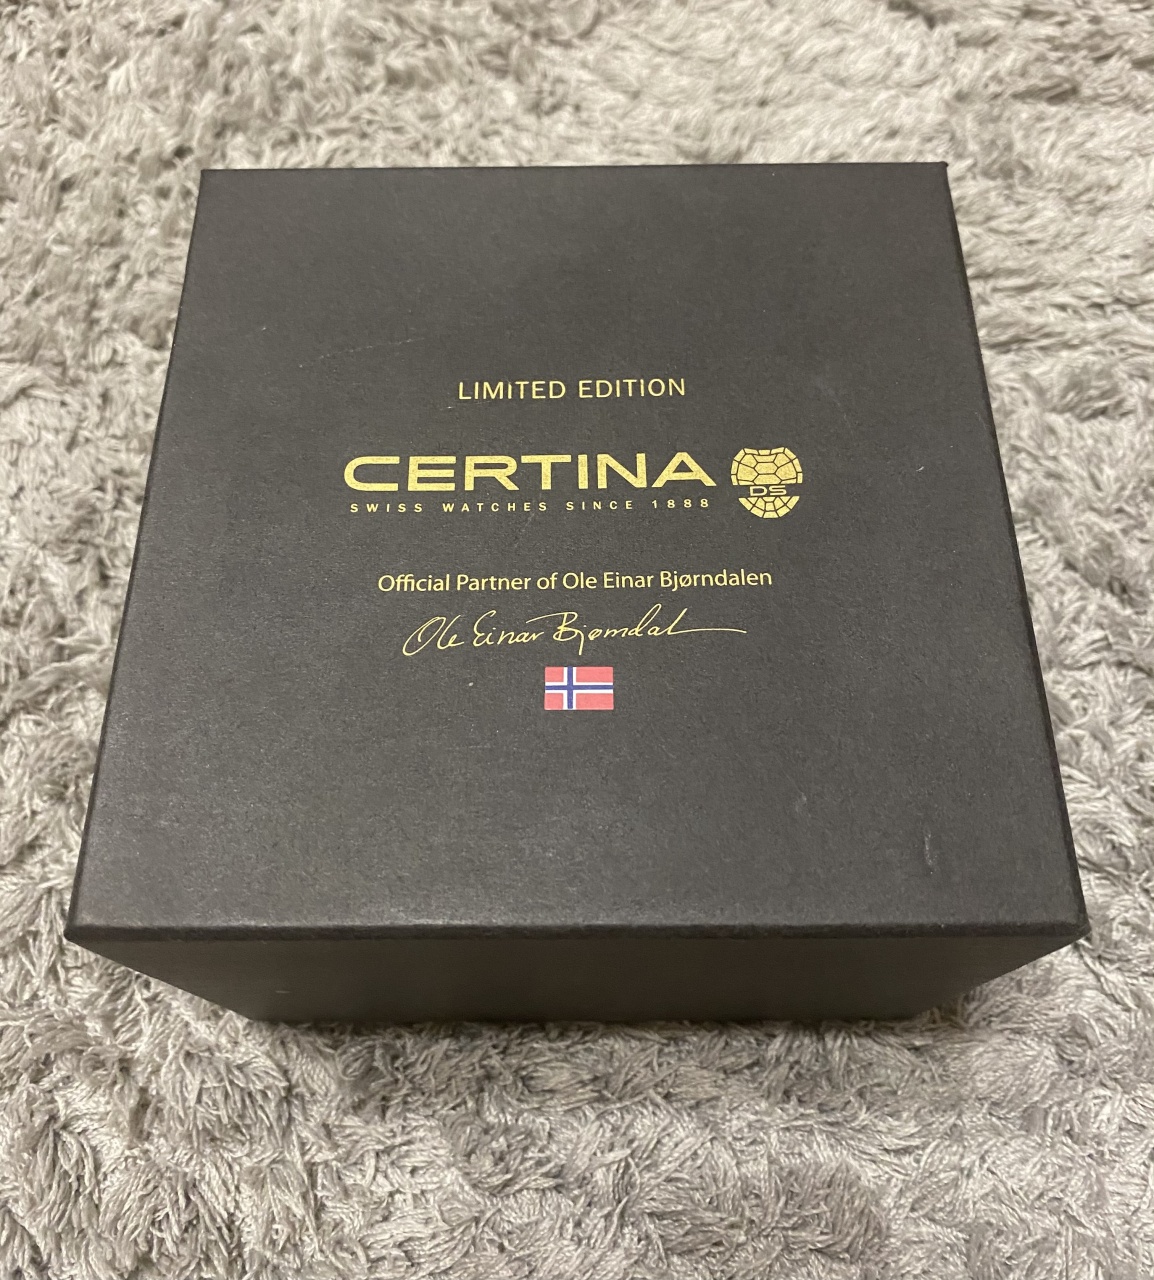 LIMITED EDITION
CERTINA
DS
SWISS WATCHES SINCE 1888
Official Partner of Ole Einar Bjørndalen
Ole Einar Bjørndal